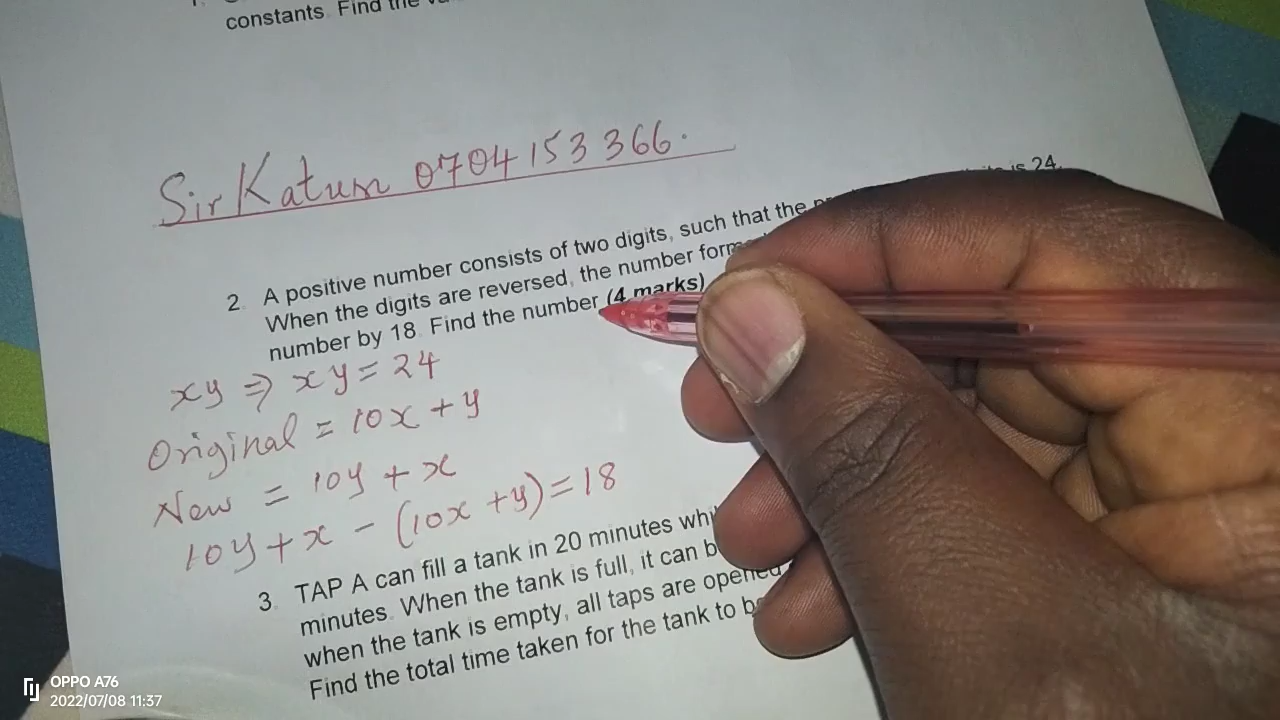 constants. Find the
Sir Katum 0704 153 366.
2. A positive number consists of two digits, such that the is 24.
When the digits are reversed, the number
number by 18. Find the number (4 marks)
xy ⇒ xy = 24
Original = 10x + y
New = 10y + x
10y + x - (10x + y) = 18
3. TAP A can fill a tank in 20 minutes
minutes. When the tank is full, it can
when the tank is empty, all taps are opened
Find the total time taken for the tank to
OPPO A76
2022/07/08 11:37